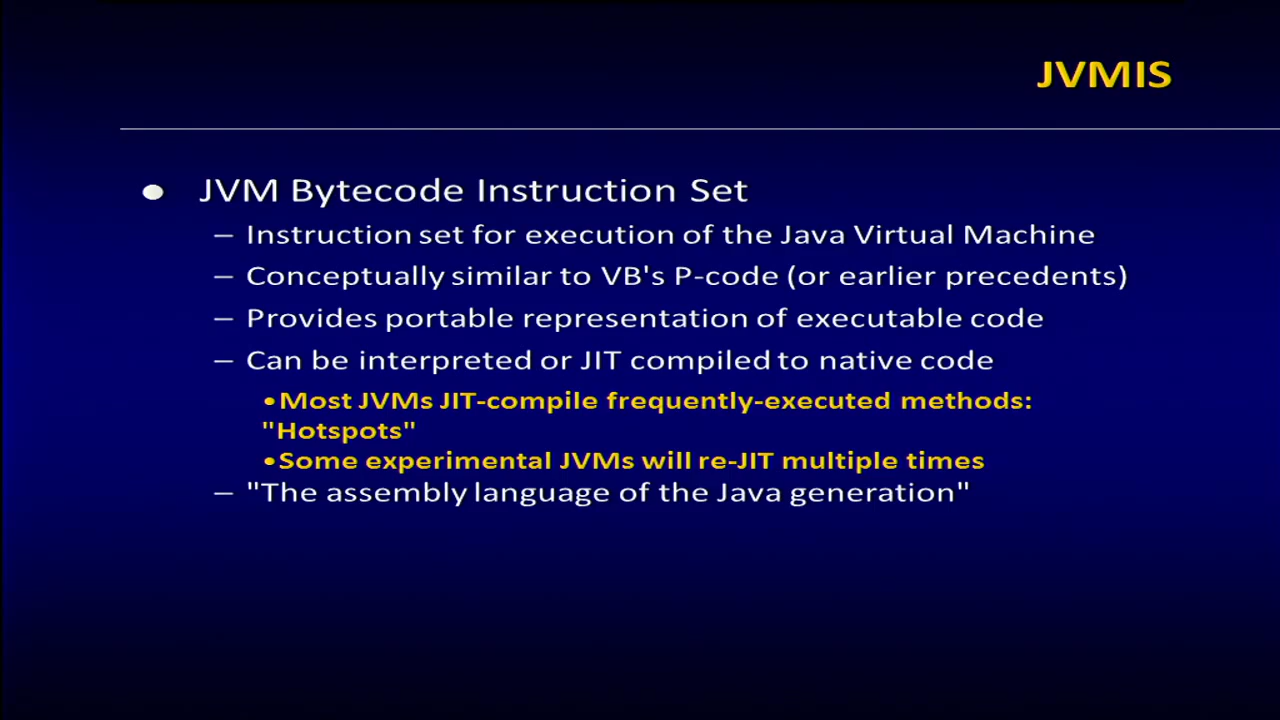 JVMIS
● JVM Bytecode Instruction Set
– Instruction set for execution of the Java Virtual Machine
– Conceptually similar to VB's P-code (or earlier precedents)
– Provides portable representation of executable code
– Can be interpreted or JIT compiled to native code
•Most JVMs JIT-compile frequently-executed methods:
"Hotspots"
•Some experimental JVMs will re-JIT multiple times
– "The assembly language of the Java generation"